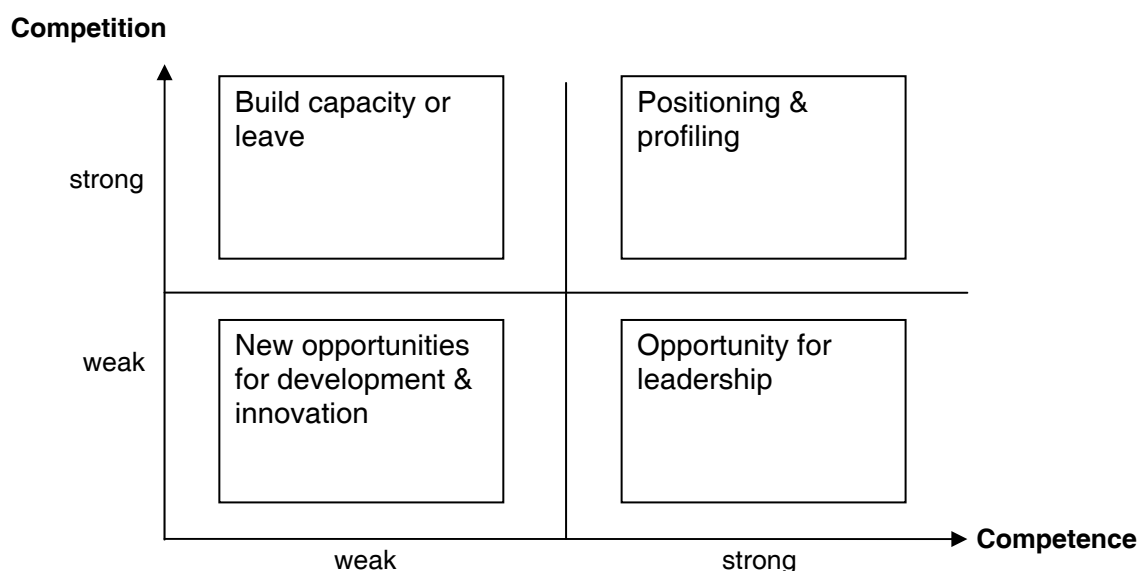 Competition
Build capacity or
leave
Positioning &
profiling
strong
New opportunities
for development &
innovation
Opportunity for
leadership
weak
Competence
weak
strong